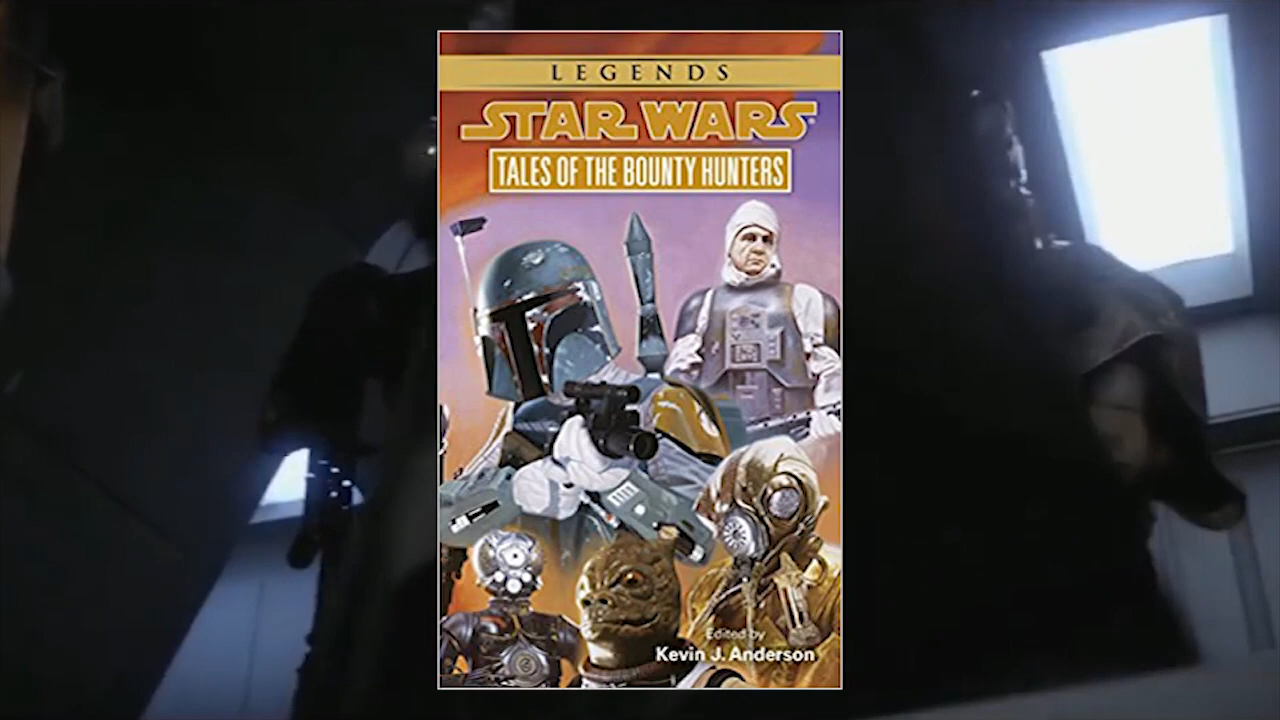 LEGENDS
STAR WARS
TALES OF THE BOUNTY HUNTERS
Edited by
Kevin J. Anderson